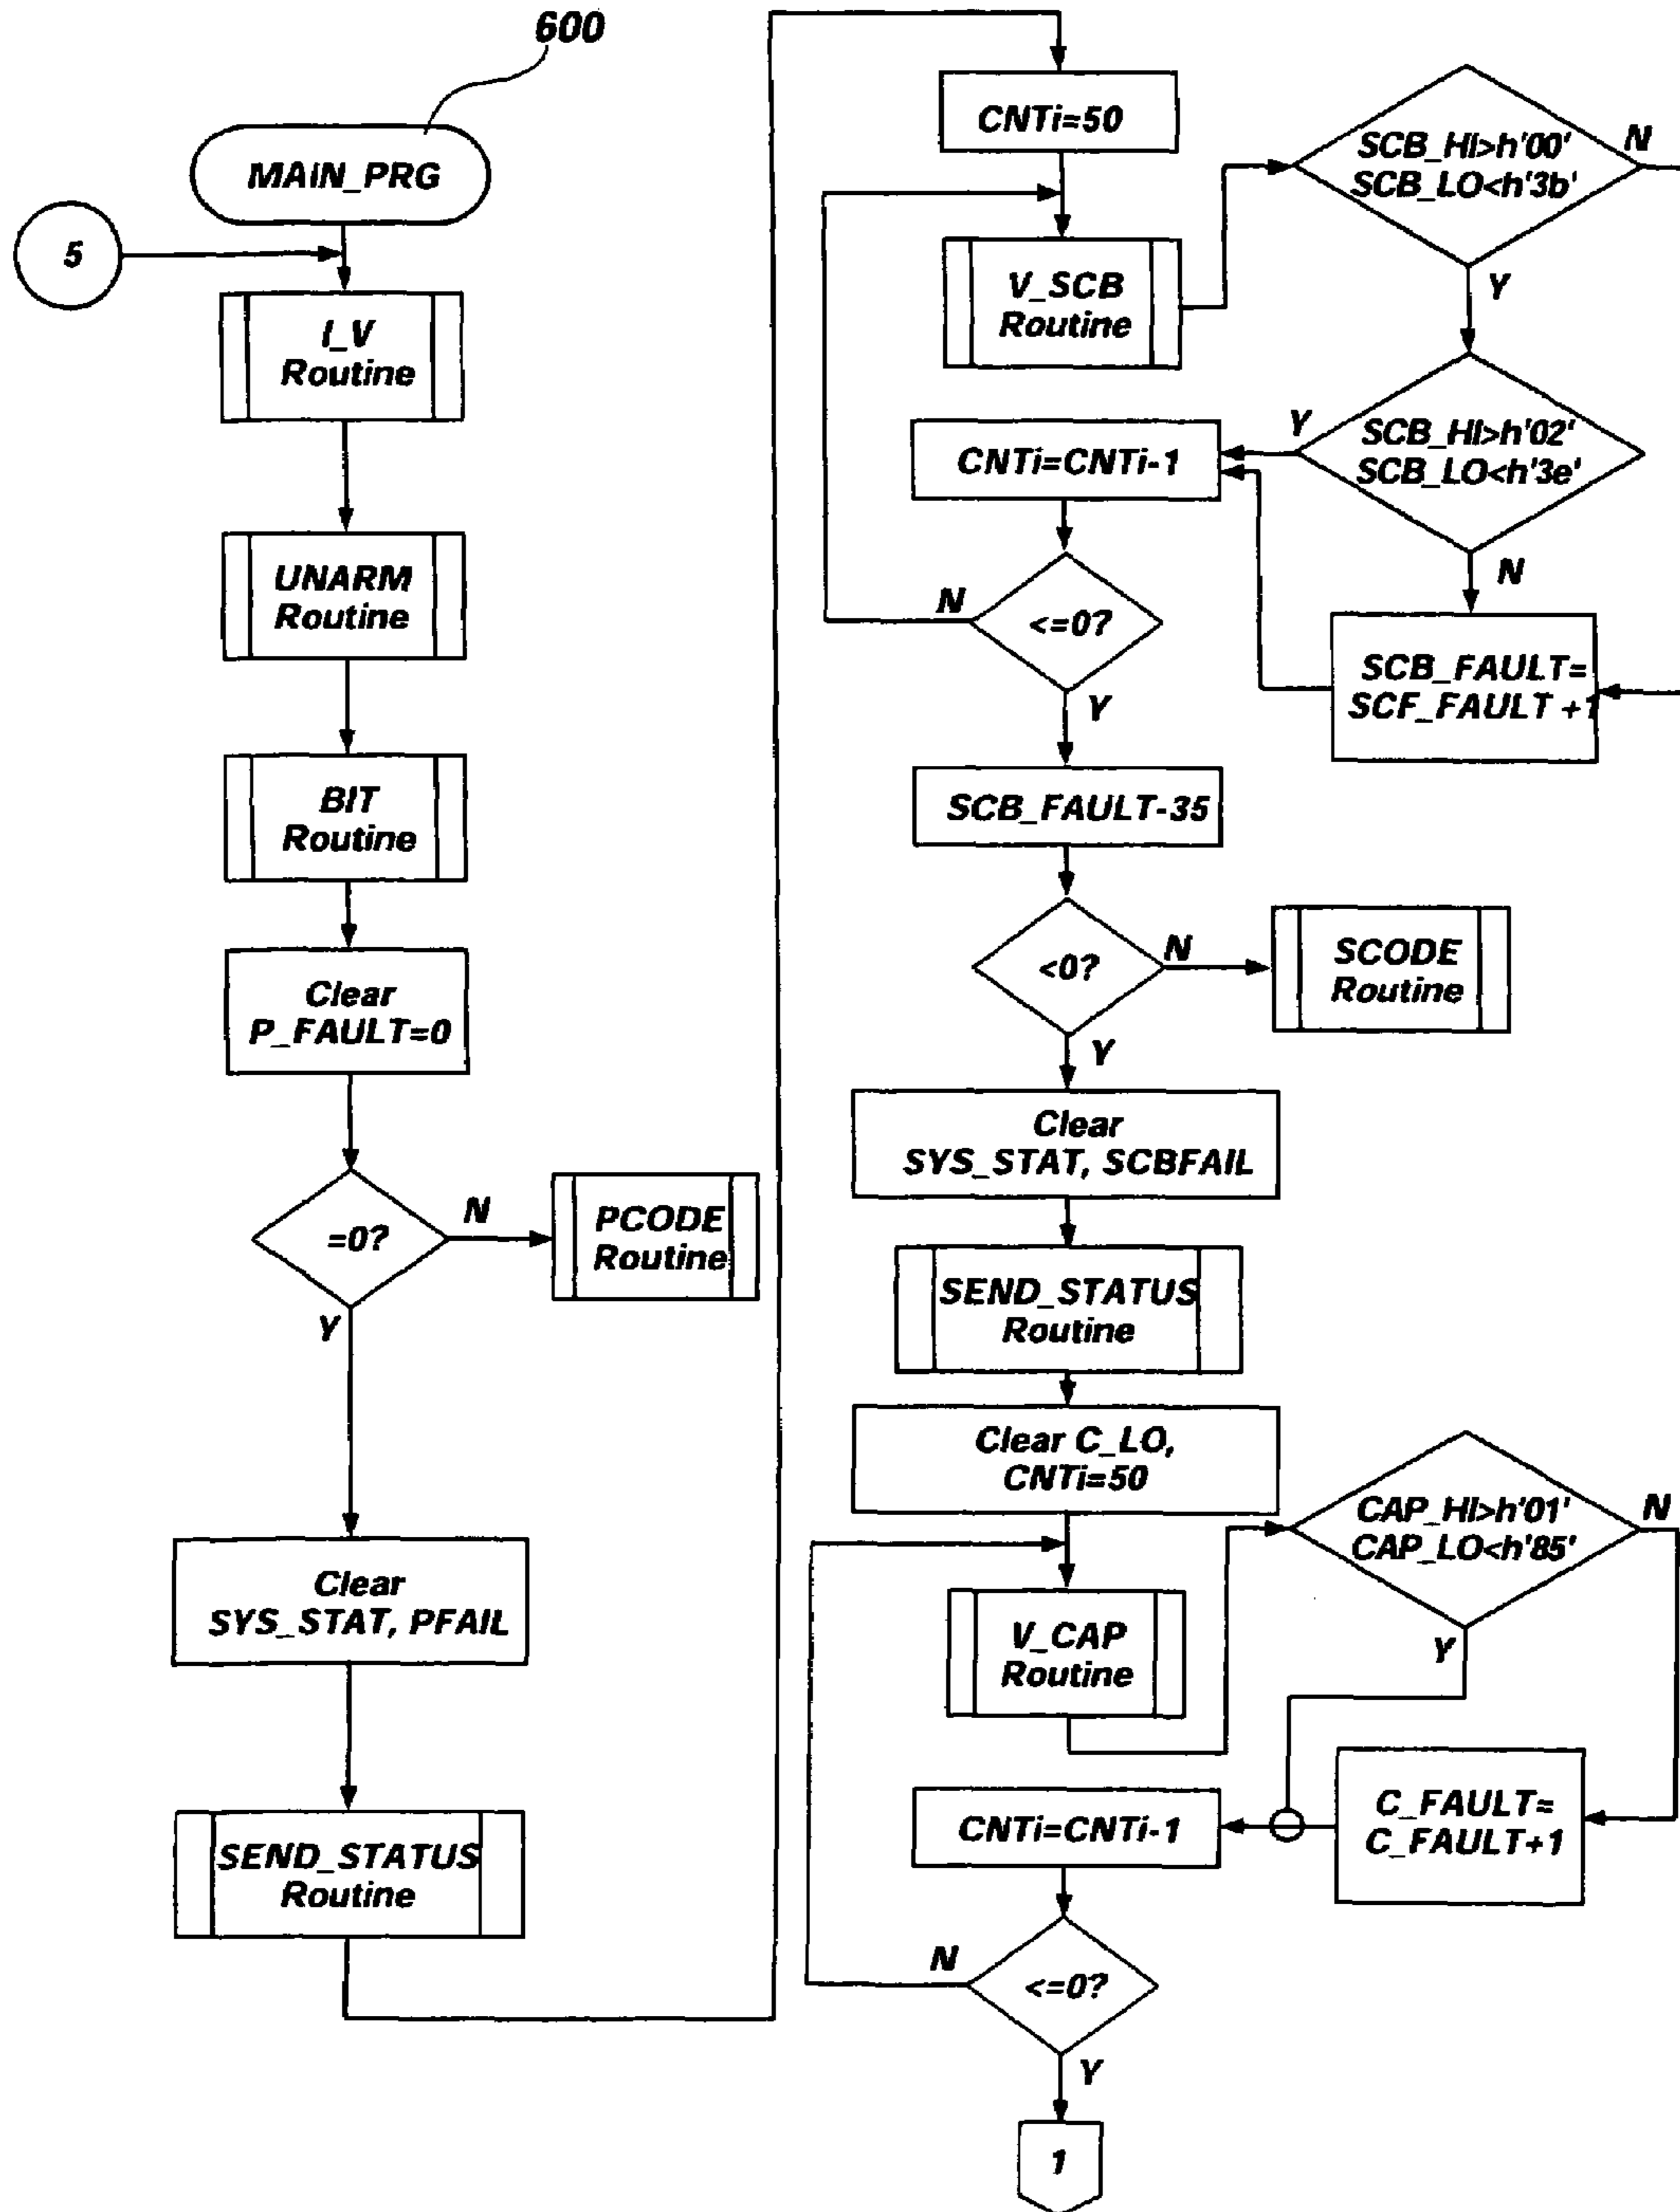 600
MAIN_PRG
5
I_V
Routine
UNARM
Routine
BIT
Routine
Clear
P_FAULT=0
=0?
N
PCODE
Routine
Y
Clear
SYS_STAT, PFAIL
SEND_STATUS
Routine
CNTi=50
V_SCB
Routine
SCB_HI>h'00'
SCB_LO<h'3b'
N
Y
SCB_HI>h'02'
SCB_LO<h'3e'
Y
N
SCB_FAULT=
SCF_FAULT +1
CNTi=CNTi-1
<=0?
N
Y
SCB_FAULT-35
<0?
N
SCODE
Routine
Y
Clear
SYS_STAT, SCBFAIL
SEND_STATUS
Routine
Clear C_LO,
CNTi=50
V_CAP
Routine
CAP_HI>h'01'
CAP_LO<h'85'
N
Y
C_FAULT=
C_FAULT+1
CNTi=CNTi-1
<=0?
N
Y
1